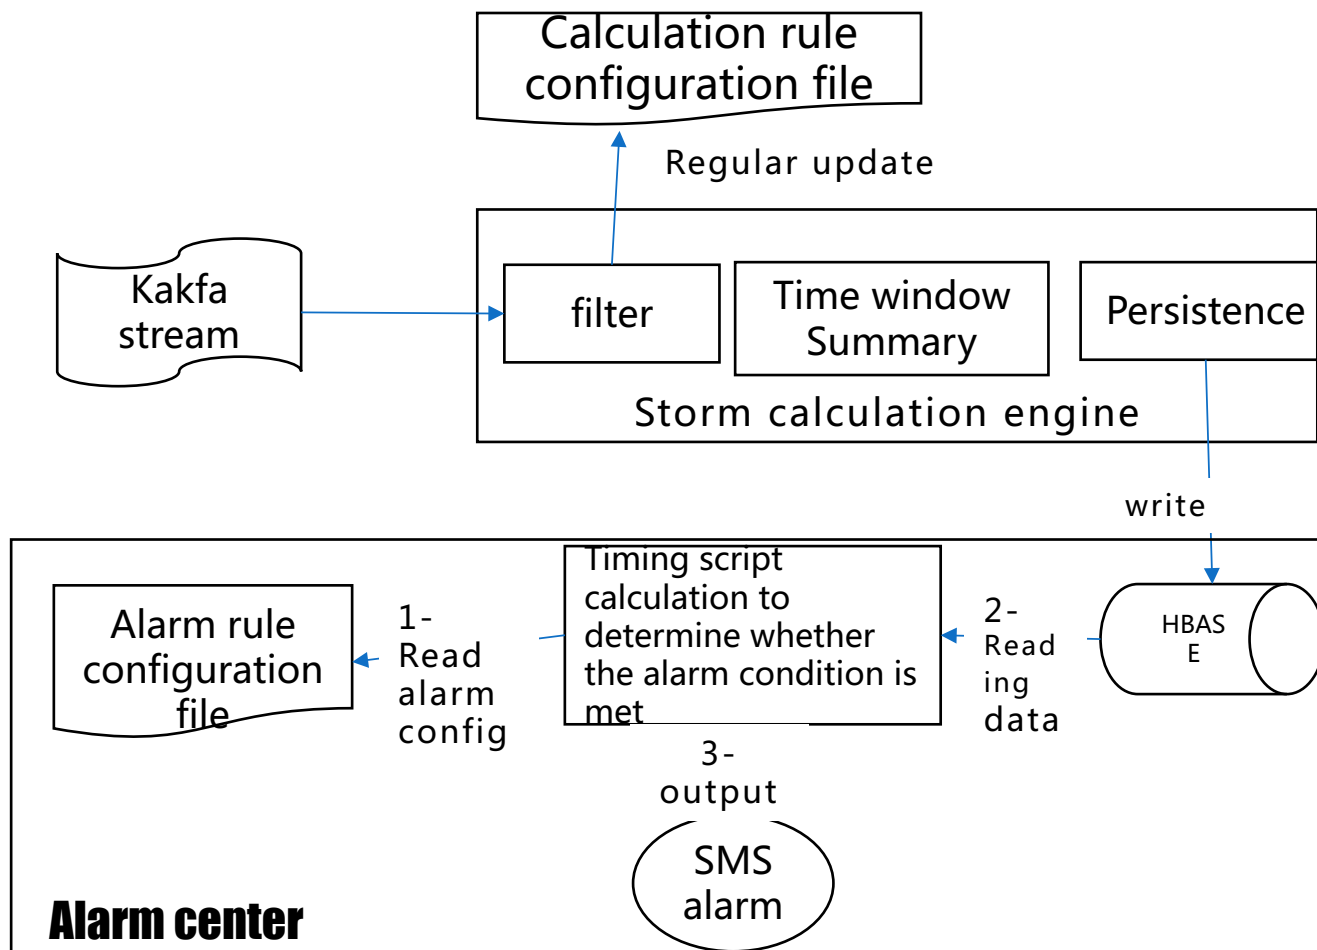 Calculation rule
configuration file
Regular update
Kakfa
stream
filter
Time window
Summary
Persistence
Storm calculation engine
write
Alarm rule
configuration
file
1-
Read
alarm
config
Timing script
calculation to
determine whether
the alarm condition is
met
2-
Read
ing
data
HBAS
E
3-
output
SMS
alarm
Alarm center